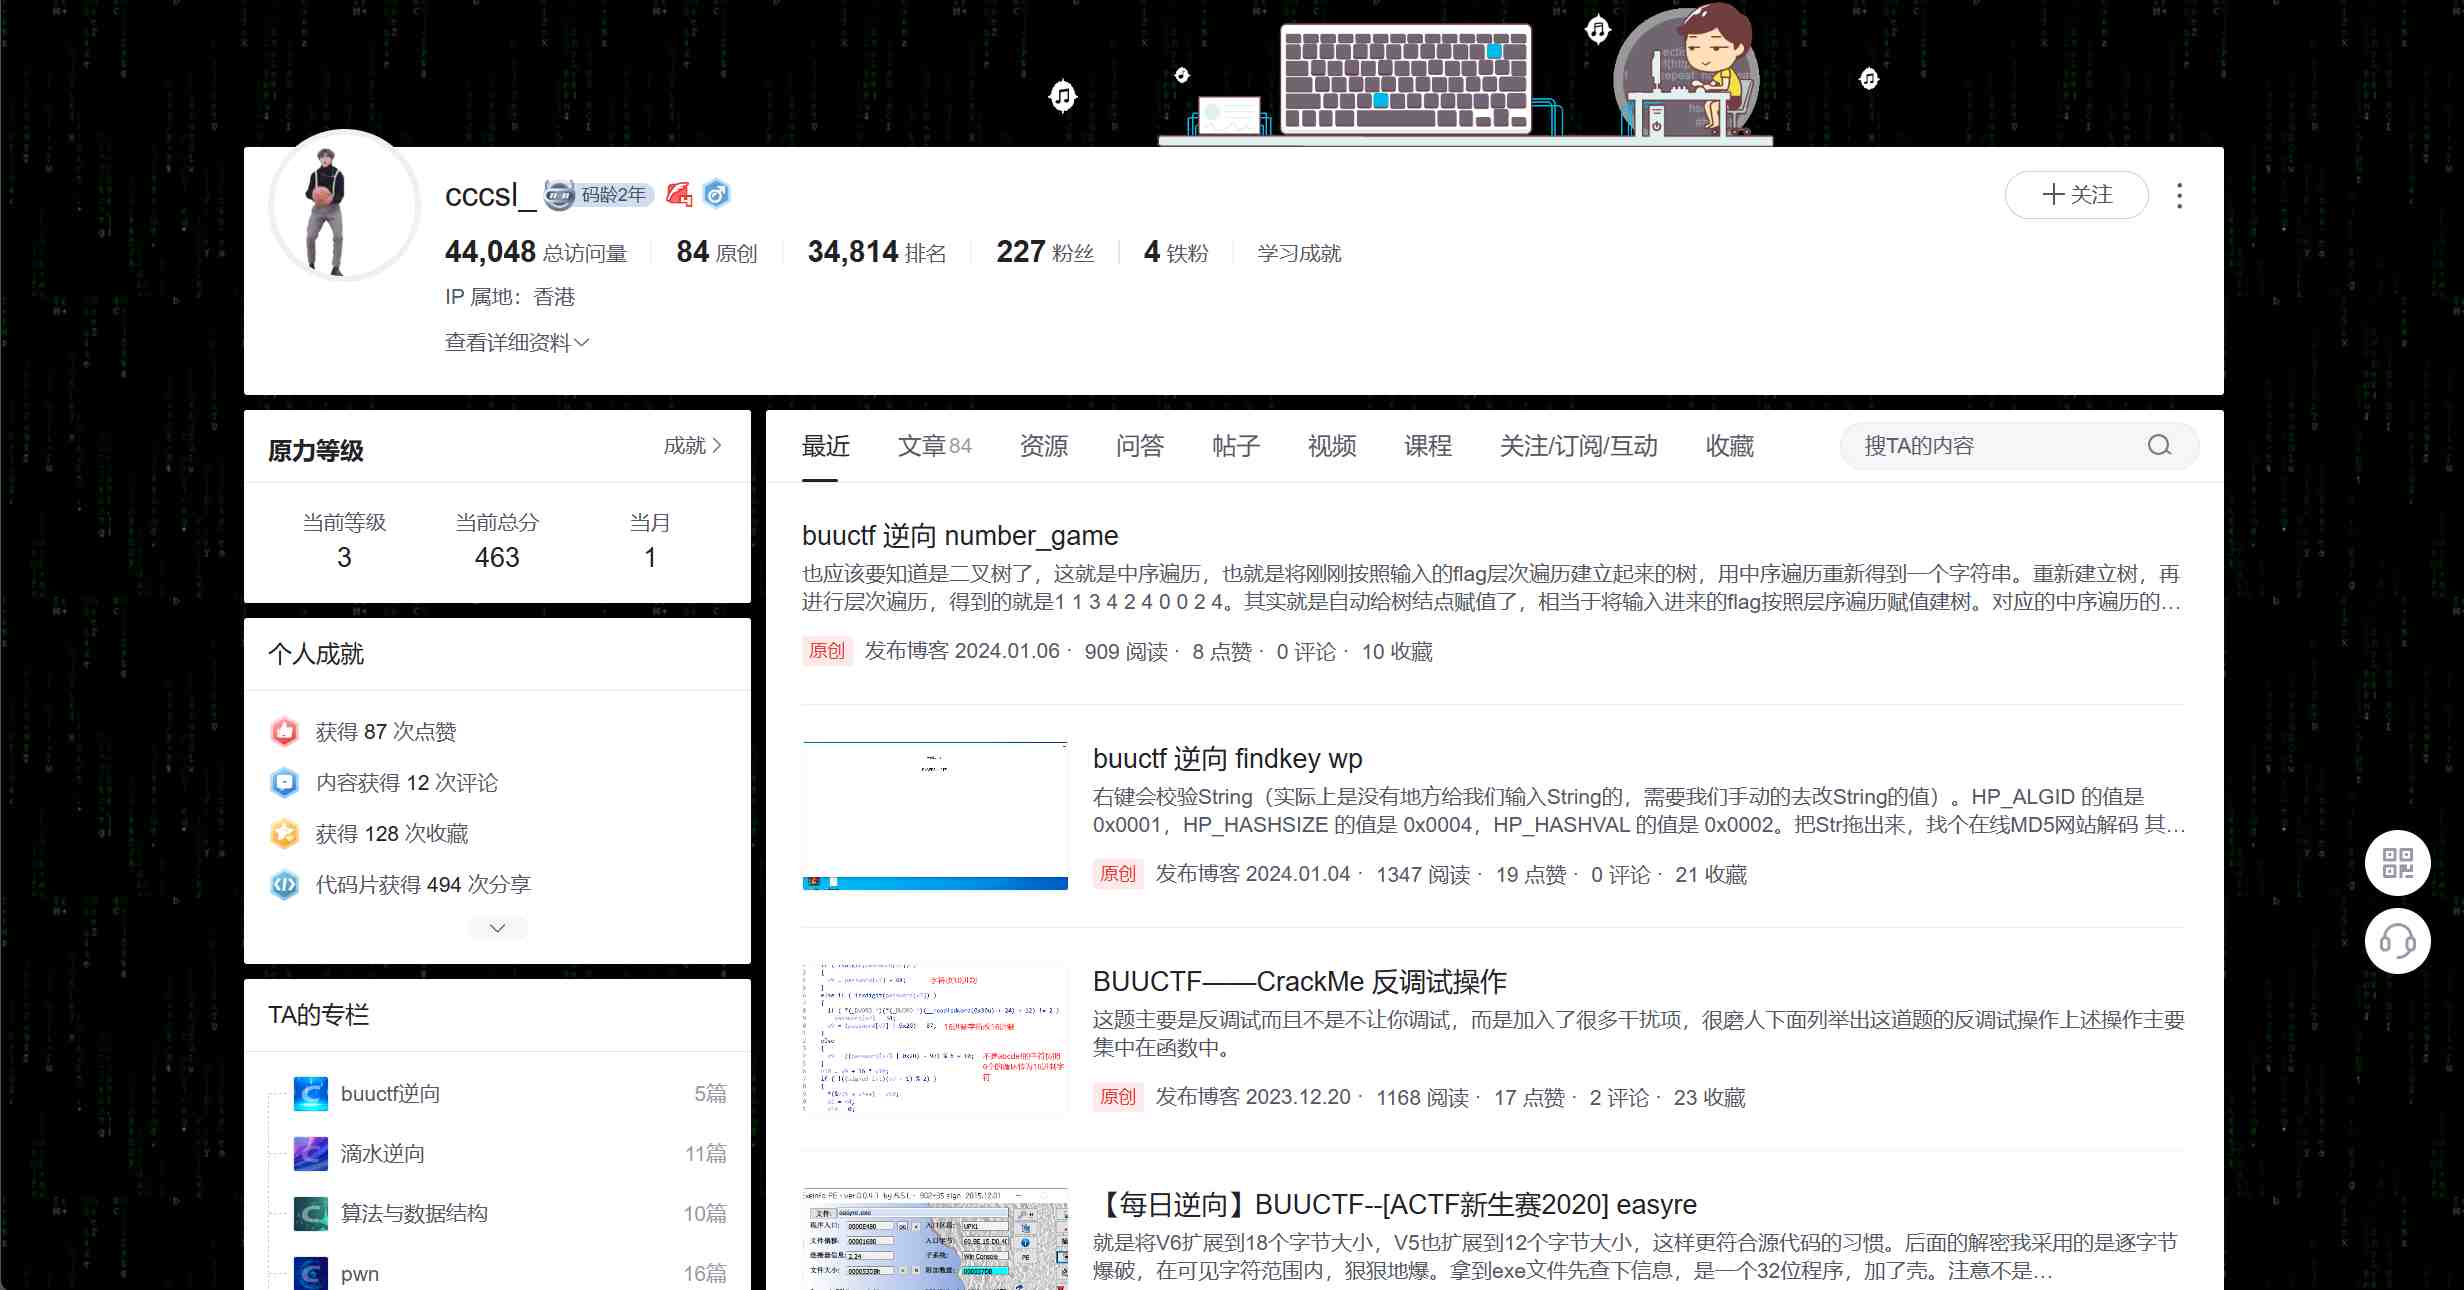 cccsl_ 码龄2年
+ 关注
44,048 总访问量 84 原创 34,814 排名 227 粉丝 4 铁粉 学习成就
IP 属地：香港
查看详细资料
原力等级 成就
当前等级 当前总分 当月
3 463 1
个人成就
获得 87 次点赞
内容获得 12 次评论
获得 128 次收藏
代码片获得 494 次分享
TA的专栏
buuctf逆向 5篇
滴水逆向 11篇
算法与数据结构 10篇
pwn 16篇
最近 文章84 资源 问答 帖子 视频 课程 关注/订阅/互动 收藏 搜TA的内容
buuctf 逆向 number_game
也应该要知道是二叉树了，这就是中序遍历，也就是将刚刚按照输入的flag层次遍历建立起来的树，用中序遍历重新得到一个字符串。重新建立树，再
进行层次遍历，得到的就是1 1 3 4 2 4 0 0 2 4。其实就是自动给树结点赋值了，相当于将输入进来的flag按照层序遍历赋值建树。对应的中序遍历的...
原创 发布博客 2024.01.06 · 909 阅读 · 8 点赞 · 0 评论 · 10 收藏
buuctf 逆向 findkey wp
右键会校验String（实际上是没有地方给我们输入String的，需要我们手动的去改String的值）。HP_ALGID 的值是
0x0001，HP_HASHSIZE 的值是 0x0004，HP_HASHVAL 的值是 0x0002。把Str拖出来，找个在线MD5网站解码 其...
原创 发布博客 2024.01.04 · 1347 阅读 · 19 点赞 · 0 评论 · 21 收藏
BUUCTF——CrackMe 反调试操作
这题主要是反调试而且不是不让你调试，而是加入了很多干扰项，很磨人下面列举出这道题的反调试操作上述操作主要
集中在函数中。
原创 发布博客 2023.12.20 · 1168 阅读 · 17 点赞 · 2 评论 · 23 收藏
【每日逆向】BUUCTF--[ACTF新生赛2020] easyre
就是将V6扩展到18个字节大小，V5也扩展到12个字节大小，这样更符合源代码的习惯。后面的解密我采用的是逐字节
爆破，在可见字符范围内，狠狠地爆。拿到exe文件先查下信息，是一个32位程序，加了壳。注意不是...